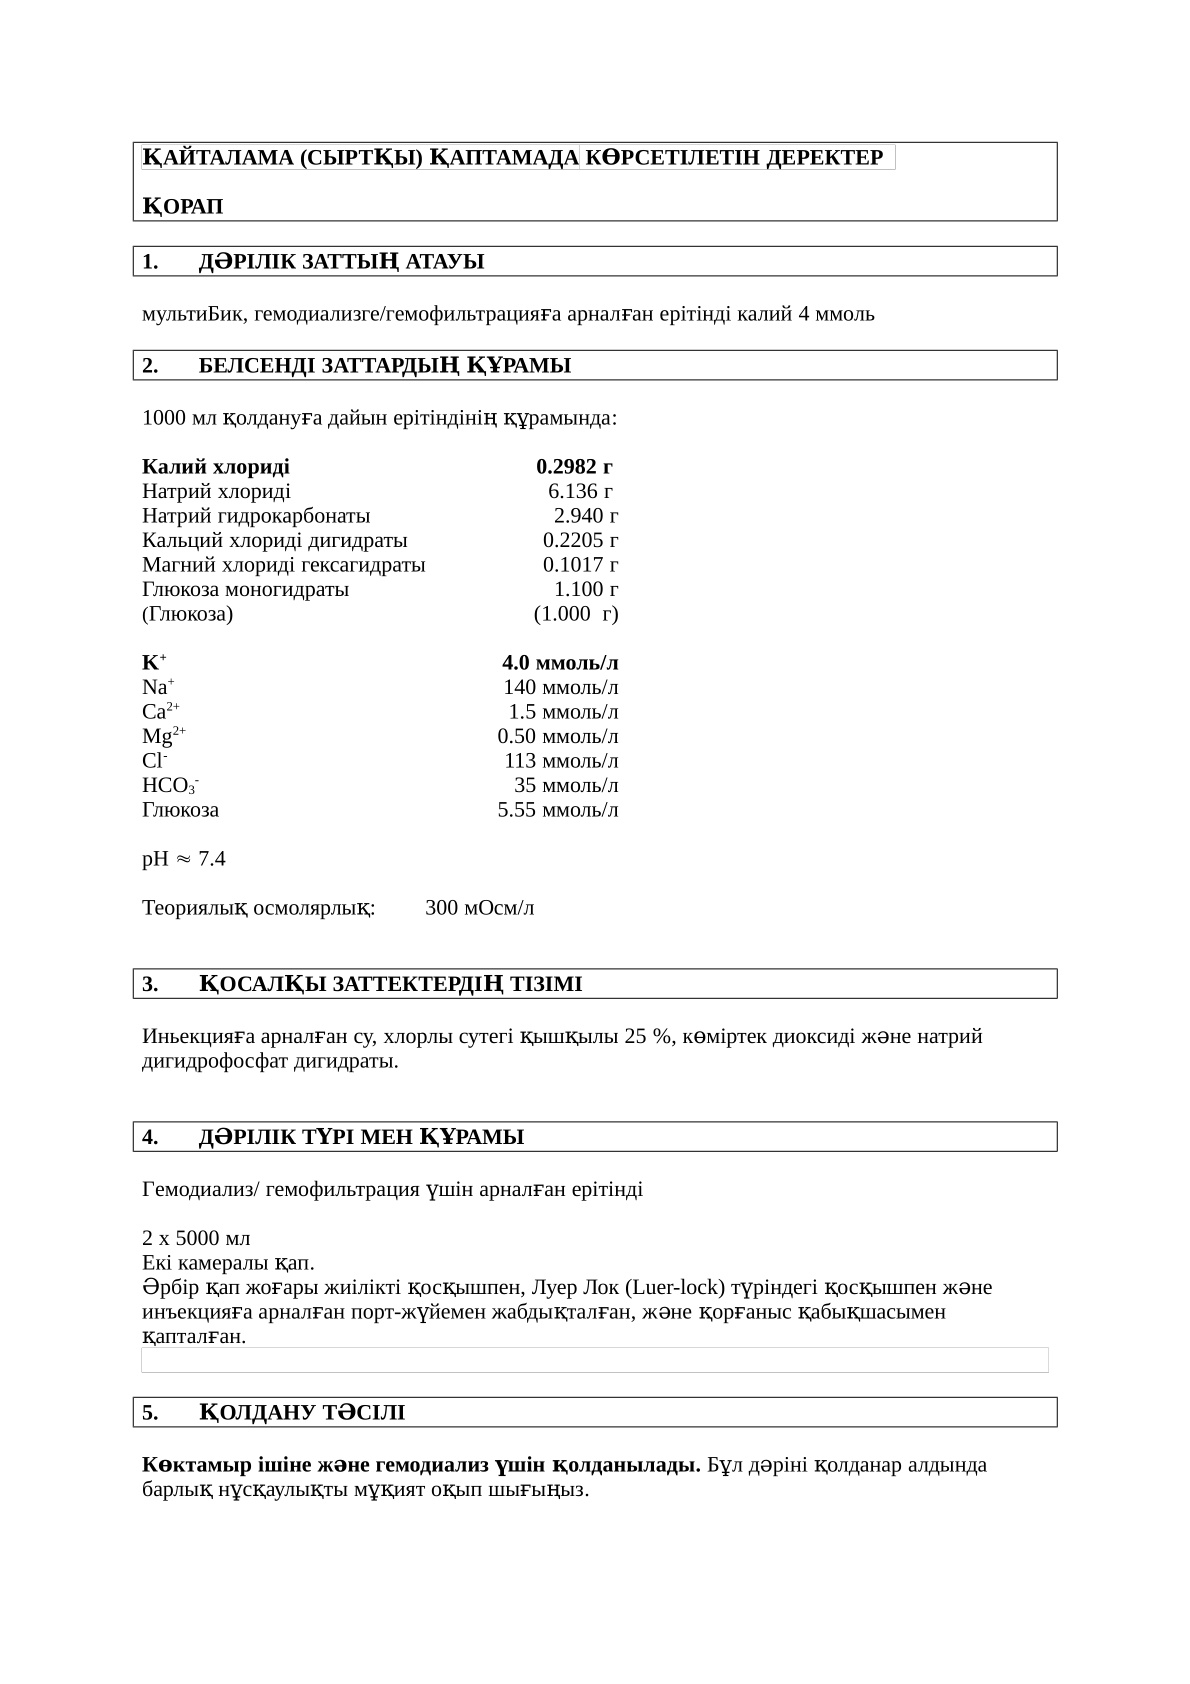 ҚАЙТАЛАМА (СЫРТҚЫ) ҚАПТАМАДА КӨРСЕТІЛЕТІН ДЕРЕКТЕР
ҚОРАП
1. ДӘРІЛІК ЗАТТЫҢ АТАУЫ
мультиБик, гемодиализге/гемофильтрацияға арналған ерітінді калий 4 ммоль
2. БЕЛСЕНДІ ЗАТТАРДЫҢ ҚҰРАМЫ
1000 мл қолдануға дайын ерітіндінің құрамында:
Калий хлориді 0.2982 г
Натрий хлориді 6.136 г
Натрий гидрокарбонаты 2.940 г
Кальций хлориді дигидраты 0.2205 г
Магний хлориді гексагидраты 0.1017 г
Глюкоза моногидраты 1.100 г
(Глюкоза) (1.000 г)
K⁺ 4.0 ммоль/л
Na⁺ 140 ммоль/л
Ca²⁺ 1.5 ммоль/л
Mg²⁺ 0.50 ммоль/л
Cl⁻ 113 ммоль/л
HCO₃⁻ 35 ммоль/л
Глюкоза 5.55 ммоль/л
pH ≈ 7.4
Теориялық осмолярлық: 300 мОсм/л
3. ҚОСАЛҚЫ ЗАТТЕКТЕРДІҢ ТІЗІМІ
Иньекцияға арналған су, хлорлы сутегі қышқылы 25 %, көміртек диоксиді және натрий
дигидрофосфат дигидраты.
4. ДӘРІЛІК ТҮРІ МЕН ҚҰРАМЫ
Гемодиализ/ гемофильтрация үшін арналған ерітінді
2 х 5000 мл
Екі камералы қап.
Әрбір қап жоғары жиілікті қосқышпен, Луер Лок (Luer-lock) түріндегі қосқышпен және
инъекцияға арналған порт-жүйемен жабдықталған, және қорғаныс қабықшасымен
қапталған.
5. ҚОЛДАНУ ТӘСІЛІ
Көктамыр ішіне және гемодиализ үшін қолданылады. Бұл дәріні қолданар алдында
барлық нұсқаулықты мұқият оқып шығыңыз.